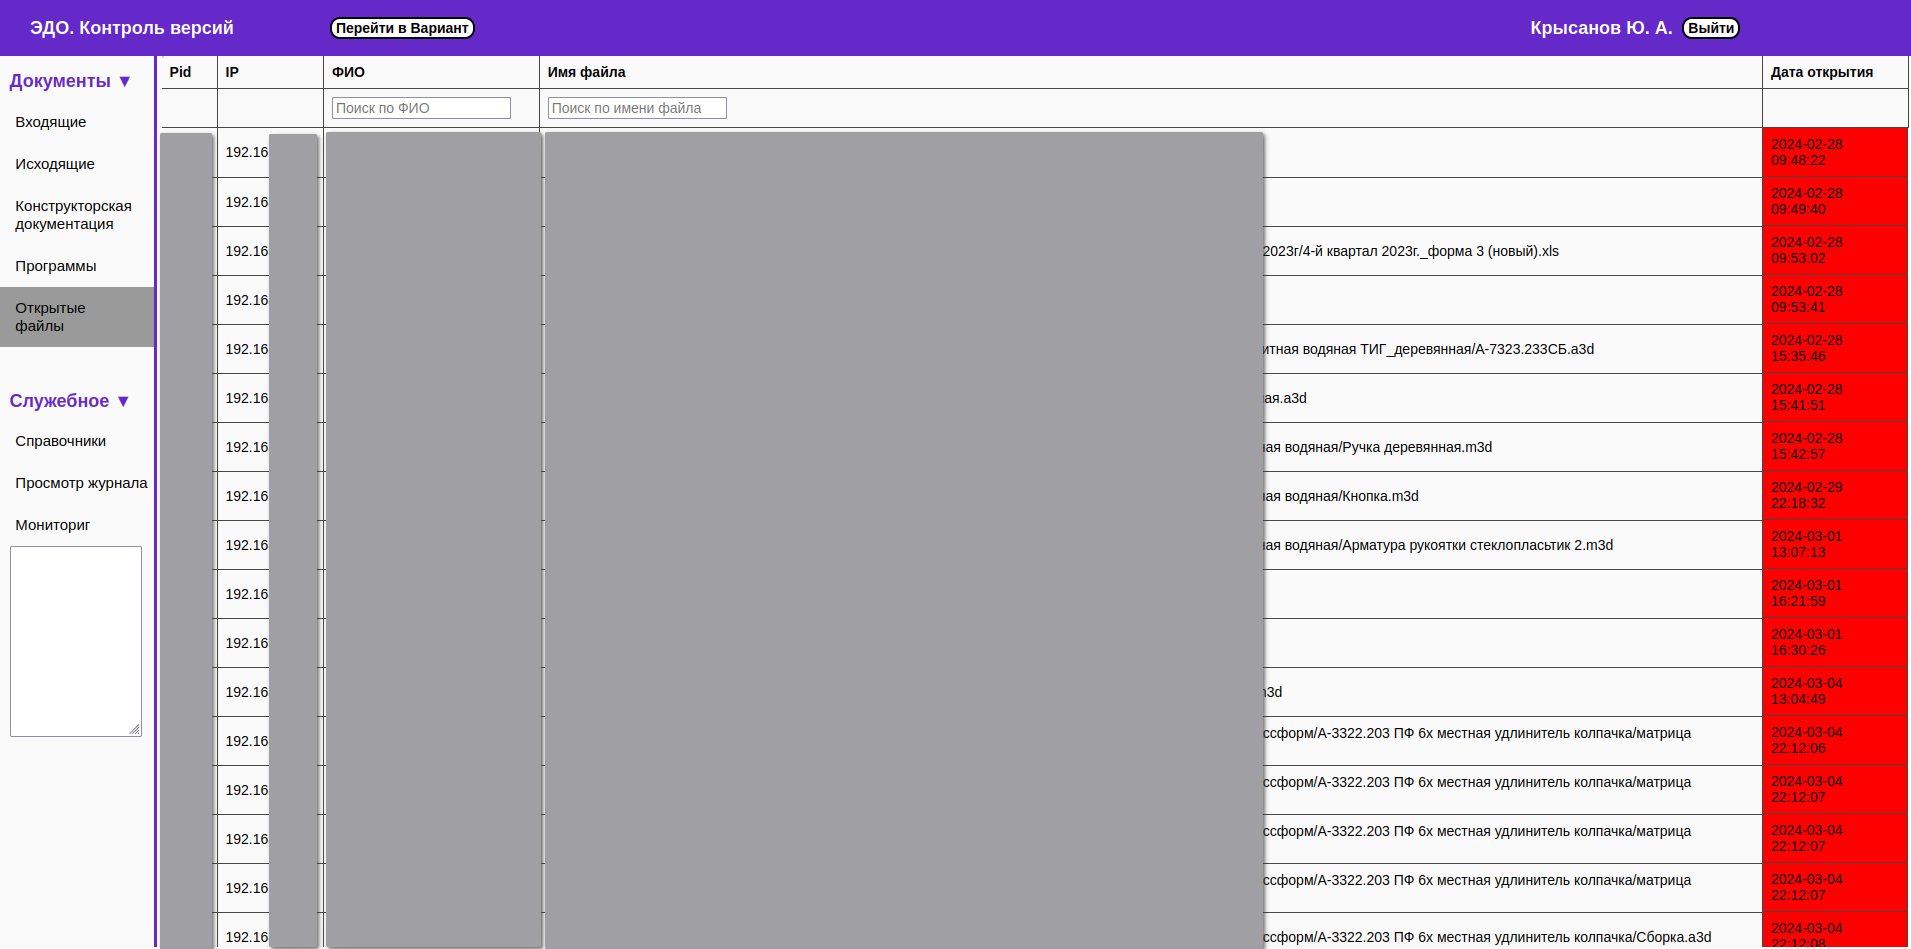 ЭДО. Контроль версий
Перейти в Вариант
Крысанов Ю. А.
Выйти
Документы ▼
Входящие
Исходящие
Конструкторская
документация
Программы
Открытые
файлы
Служебное ▼
Справочники
Просмотр журнала
Мониториг
Pid IP ФИО Имя файла Дата открытия
Поиск по ФИО Поиск по имени файла
192.16 2024-02-28
09:48:22
192.16 2024-02-28
09:49:40
192.16 2023г/4-й квартал 2023г._форма 3 (новый).xls 2024-02-28
09:53:02
192.16 2024-02-28
09:53:41
192.16 итная водяная ТИГ_деревянная/А-7323.233СБ.a3d 2024-02-28
15:35:46
192.16 ая.a3d 2024-02-28
15:41:51
192.16 ая водяная/Ручка деревянная.m3d 2024-02-28
15:42:57
192.16 ая водяная/Кнопка.m3d 2024-02-29
22:18:32
192.16 ая водяная/Арматура рукоятки стеклопласьтик 2.m3d 2024-03-01
13:07:13
192.16 2024-03-01
16:21:59
192.16 2024-03-01
16:30:26
192.16 3d 2024-03-04
13:04:49
192.16 ссформ/А-3322.203 ПФ 6х местная удлинитель колпачка/матрица 2024-03-04
22:12:06
192.16 ссформ/А-3322.203 ПФ 6х местная удлинитель колпачка/матрица 2024-03-04
22:12:07
192.16 ссформ/А-3322.203 ПФ 6х местная удлинитель колпачка/матрица 2024-03-04
22:12:07
192.16 ссформ/А-3322.203 ПФ 6х местная удлинитель колпачка/матрица 2024-03-04
22:12:07
192.16 ссформ/А-3322.203 ПФ 6х местная удлинитель колпачка/Сборка.a3d 2024-03-04
22:12:08